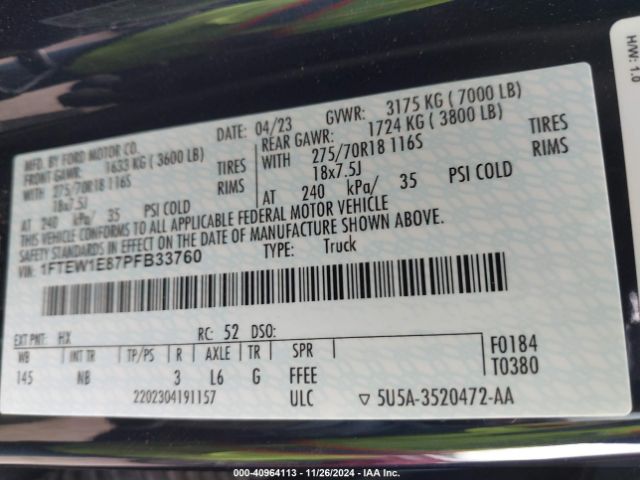 MFD. BY FORD MOTOR CO.
DATE: 04/23 GVWR: 3175 KG ( 7000 LB)
FRONT GAWR: 1633 KG ( 3600 LB)
REAR GAWR: 1724 KG ( 3800 LB)
WITH 275/70R18 116S TIRES
WITH 275/70R18 116S TIRES
18x7.5J RIMS
18x7.5J RIMS
AT 240 kPa/ 35 PSI COLD
AT 240 kPa/ 35 PSI COLD
THIS VEHICLE CONFORMS TO ALL APPLICABLE FEDERAL MOTOR VEHICLE
SAFETY STANDARDS IN EFFECT ON THE DATE OF MANUFACTURE SHOWN ABOVE.
VIN: 1FTEW1E87PFB33760 TYPE: Truck
EXT PNT: HX RC: 52 DSO:
WB INT TR TP/PS R AXLE TR SPR F0184
145 NB 3 L6 G FFEE T0380
2202304191157 ULC ▽ 5U5A-3520472-AA
HW: 1.0
000-40964113 - 11/26/2024 - IAA Inc.